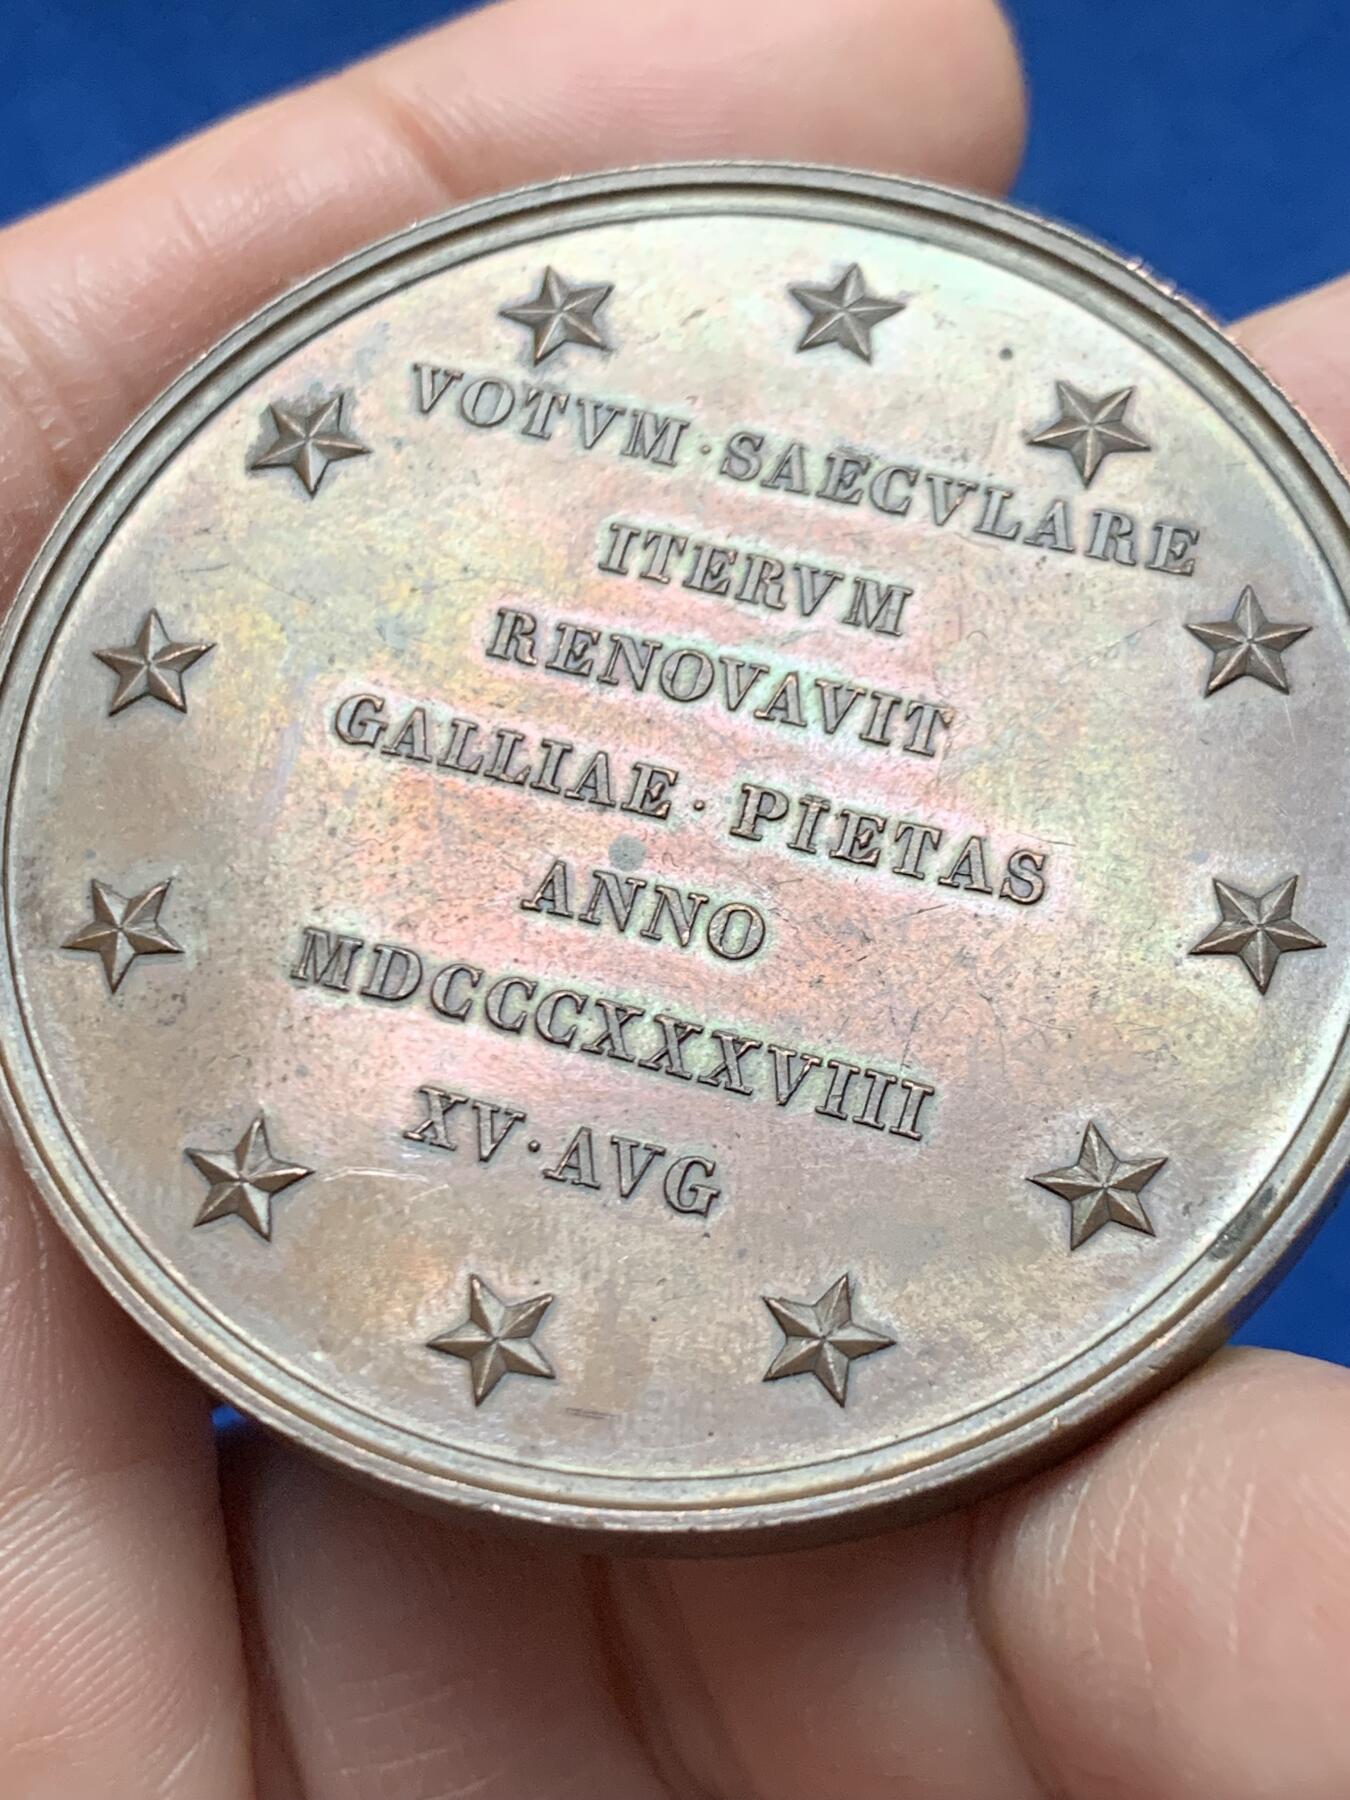 VOTVM · SAECVLARE
ITERVM
RENOVAVIT
GALLIAE · PIETAS
ANNO
MDCCCXXXVIII
XV · AVG